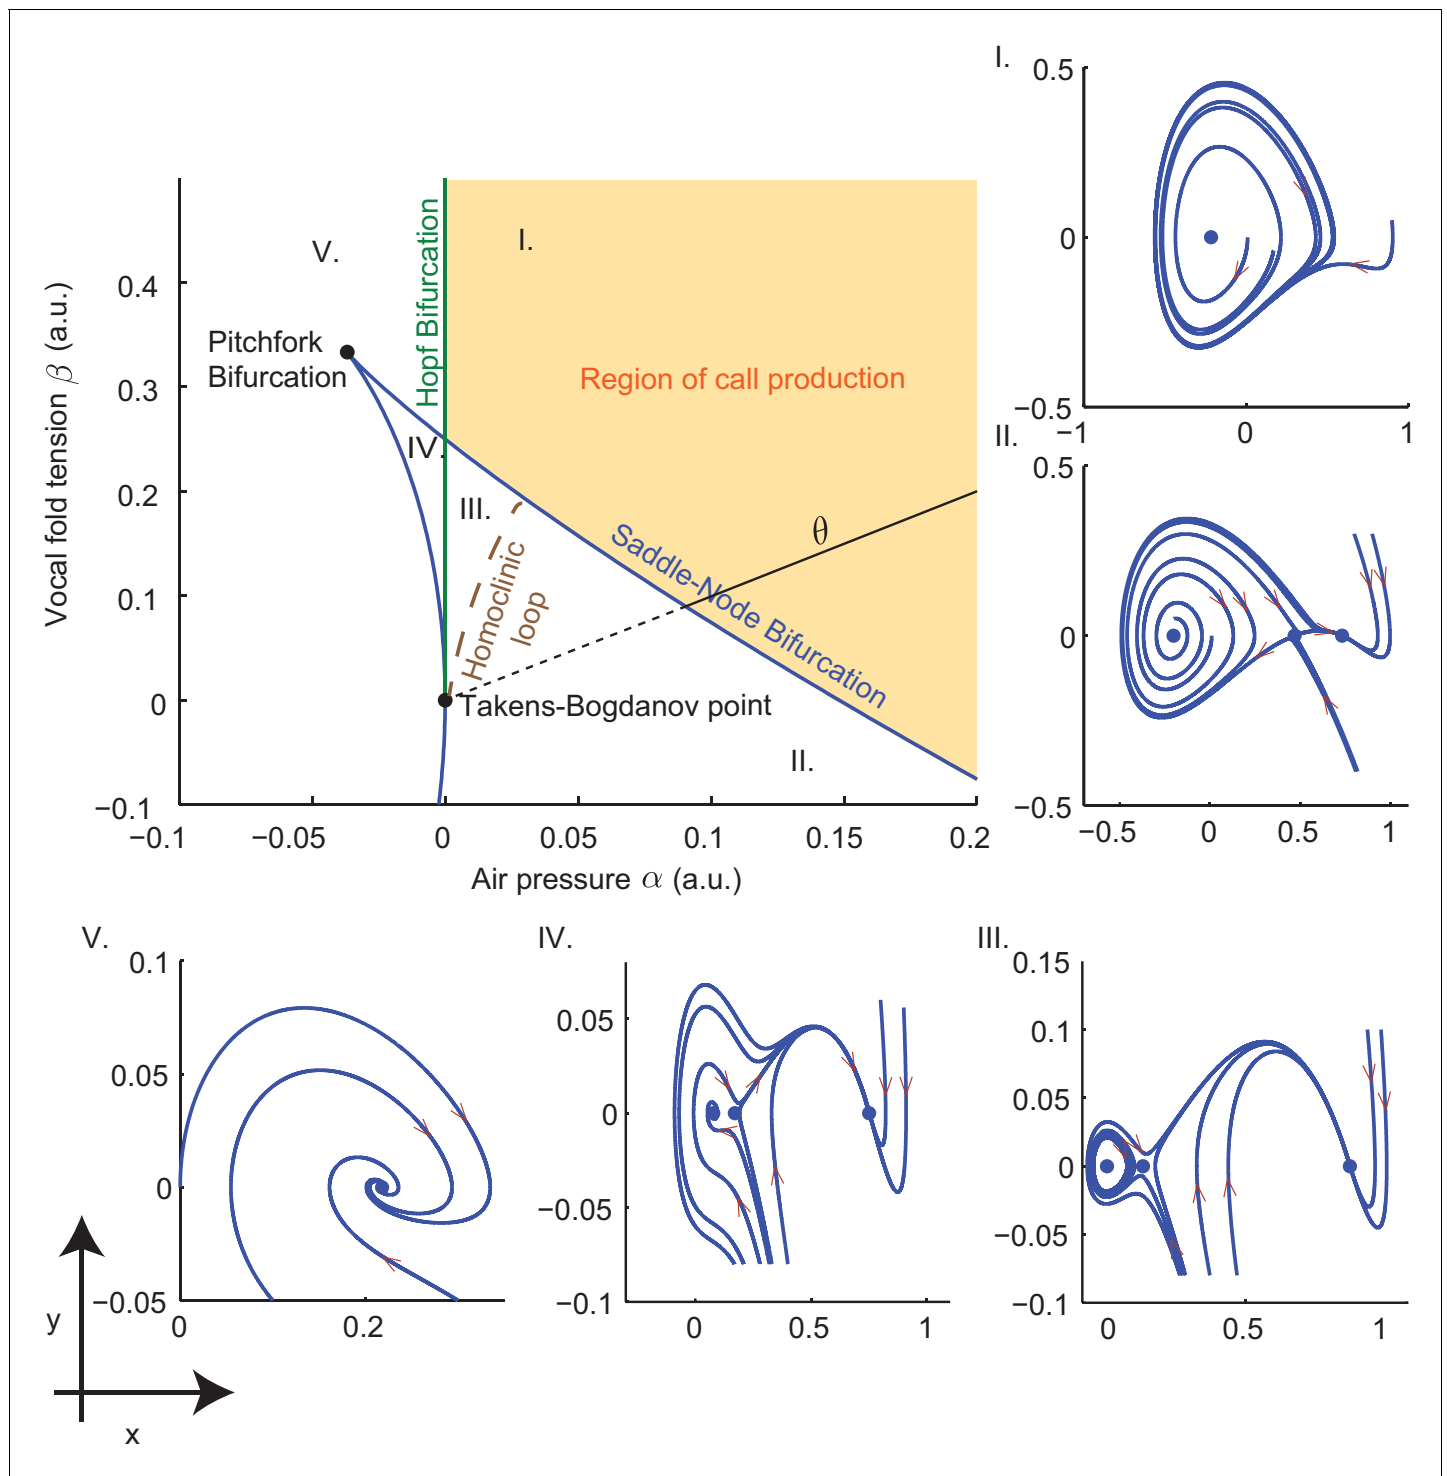 I.
0.5
0
−0.5
−1
0
1
V.
I.
Hopf Bifurcation
0.4
0.3
0.2
0.1
0
−0.1
Vocal fold tension β (a.u.)
Pitchfork
Bifurcation
Region of call production
IV.
III.
Homoclinic
loop
θ
Saddle-Node Bifurcation
Takens-Bogdanov point
II.
−0.1
−0.05
0
0.05
0.1
0.15
0.2
Air pressure α (a.u.)
II.
0.5
0
−0.5
−0.5
0
0.5
1
V.
0.1
0.05
0
−0.05
0
0.2
y
x
IV.
0.05
0
−0.05
−0.1
0
0.5
1
III.
0.15
0.1
0.05
0
−0.05
−0.1
0
0.5
1